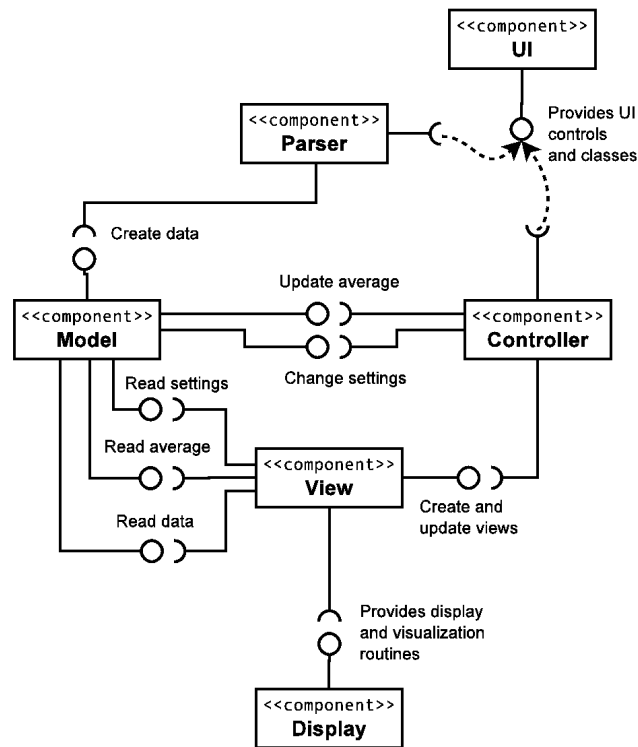 <<component>>
UI
Provides UI
controls
and classes
<<component>>
Parser
Create data
<<component>>
Model
Update average
Change settings
<<component>>
Controller
Read settings
Read average
Read data
<<component>>
View
Create and
update views
Provides display
and visualization
routines
<<component>>
Display